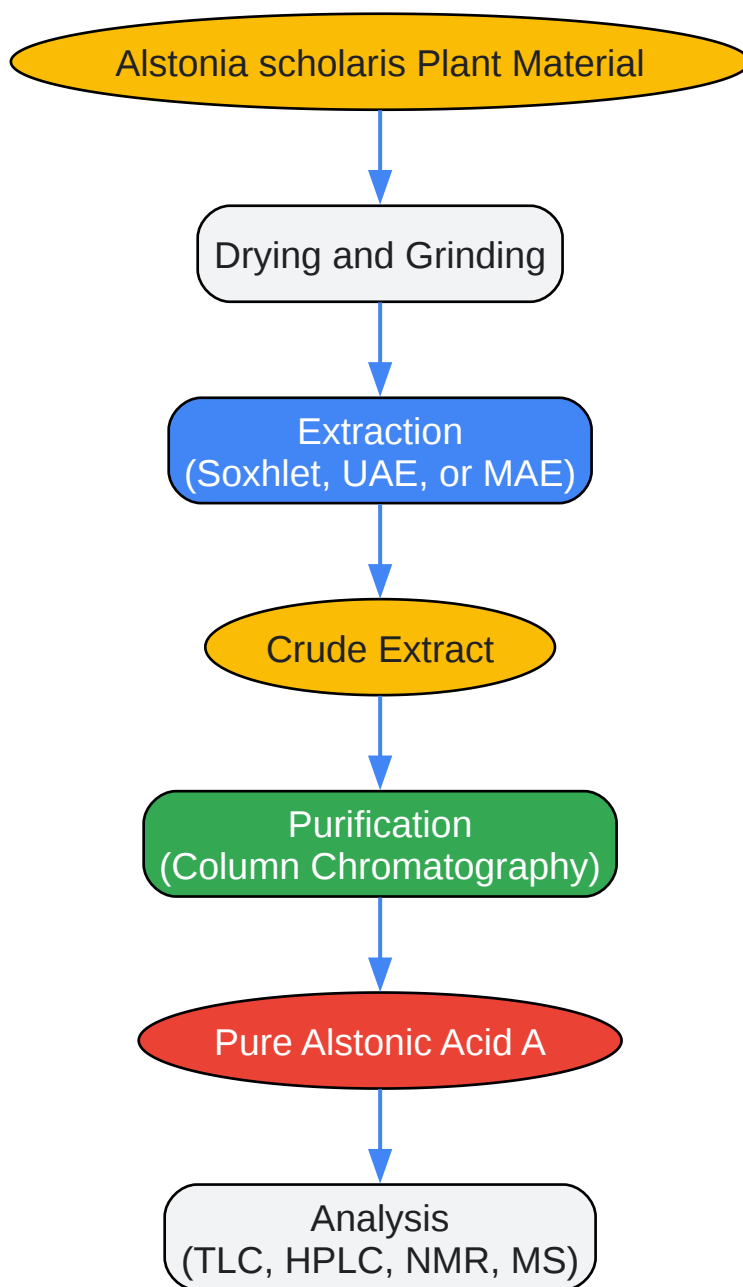 Alstonia scholaris Plant Material
Drying and Grinding
Extraction
(Soxhlet, UAE, or MAE)
Crude Extract
Purification
(Column Chromatography)
Pure Alstonic Acid A
Analysis
(TLC, HPLC, NMR, MS)